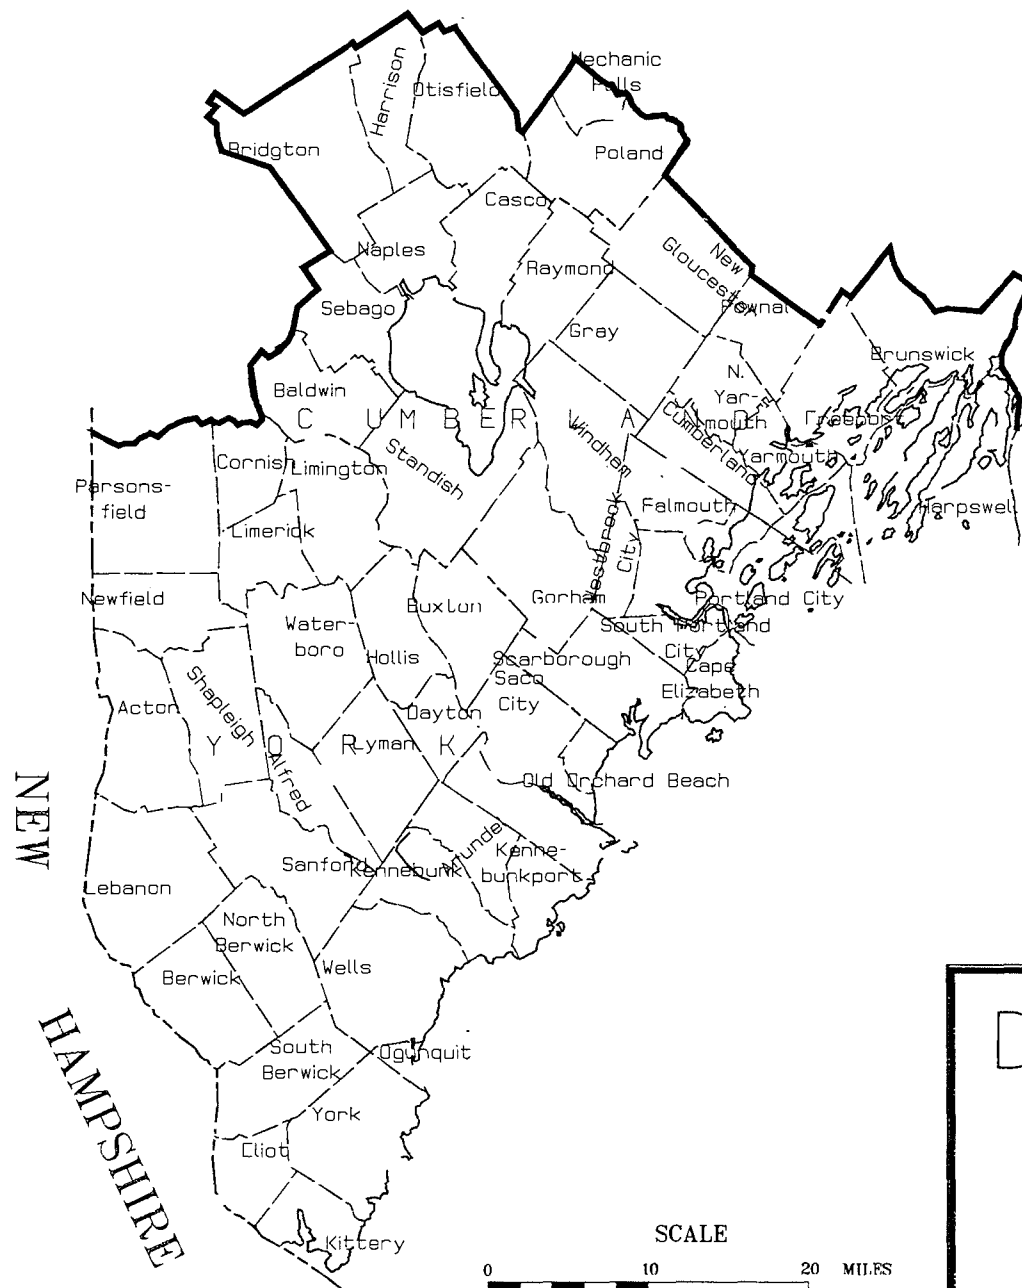 Mechanic
Falls
Harrison
Otisfield
Bridgton
Poland
Casco
Naples
New
Gloucester
Raymond
Sebago
Pownal
Gray
Brunswick
N.
Yar-
mouth
Baldwin
CUMBERLAND
Freeport
Windham
Cumberland
Standish
Yarmouth
Cornish
Limington
Parsons-
field
Falmouth
Harpswell
Westbrook
City
Limerick
Newfield
Buxton
Gorham
Portland City
Water-
boro
South Portland
City
Hollis
Scarborough
Cape
Elizabeth
Saco
City
Shapleigh
Acton
Dayton
YORK
Lyman
Alfred
Old Orchard Beach
NEW
Arundel
Kenne-
bunkport
Sanford
Kennebunk
Lebanon
North
Berwick
Berwick
Wells
South
Berwick
Ogunquit
HAMPSHIRE
York
Cliot
Kittery
SCALE
0 10 20 MILES